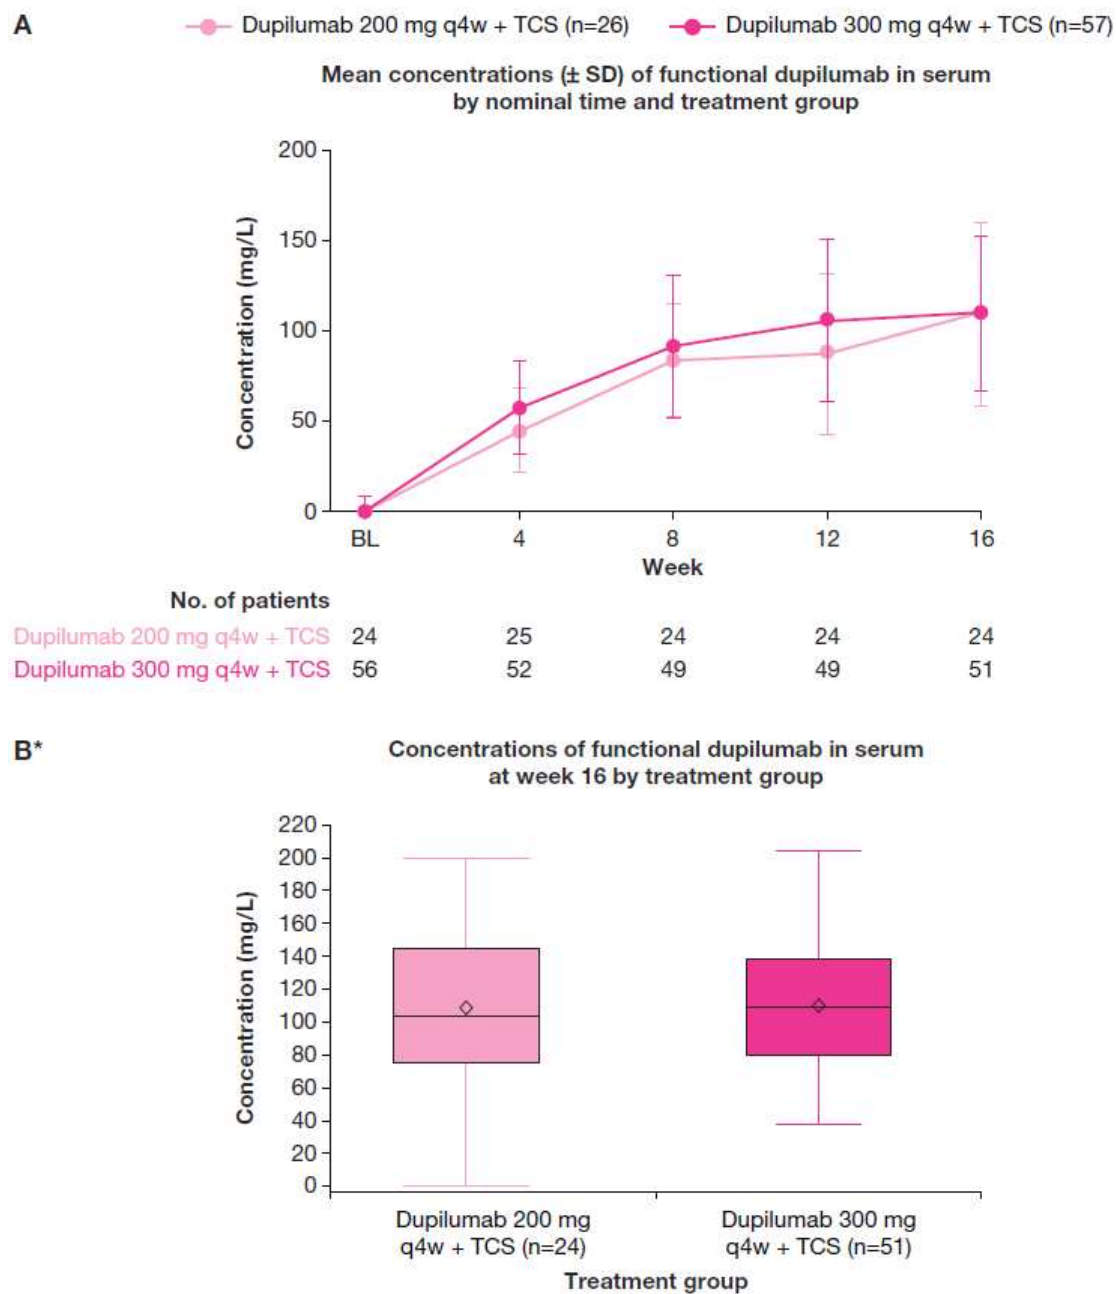 A
Dupilumab 200 mg q4w + TCS (n=26)
Dupilumab 300 mg q4w + TCS (n=57)
Mean concentrations (± SD) of functional dupilumab in serum
by nominal time and treatment group
Concentration (mg/L)
200
150
100
50
0
BL 4 8 12 16
Week
No. of patients
Dupilumab 200 mg q4w + TCS 24 25 24 24 24
Dupilumab 300 mg q4w + TCS 56 52 49 49 51
B*
Concentrations of functional dupilumab in serum
at week 16 by treatment group
Concentration (mg/L)
220
200
180
160
140
120
100
80
60
40
20
0
Dupilumab 200 mg
q4w + TCS (n=24)
Dupilumab 300 mg
q4w + TCS (n=51)
Treatment group